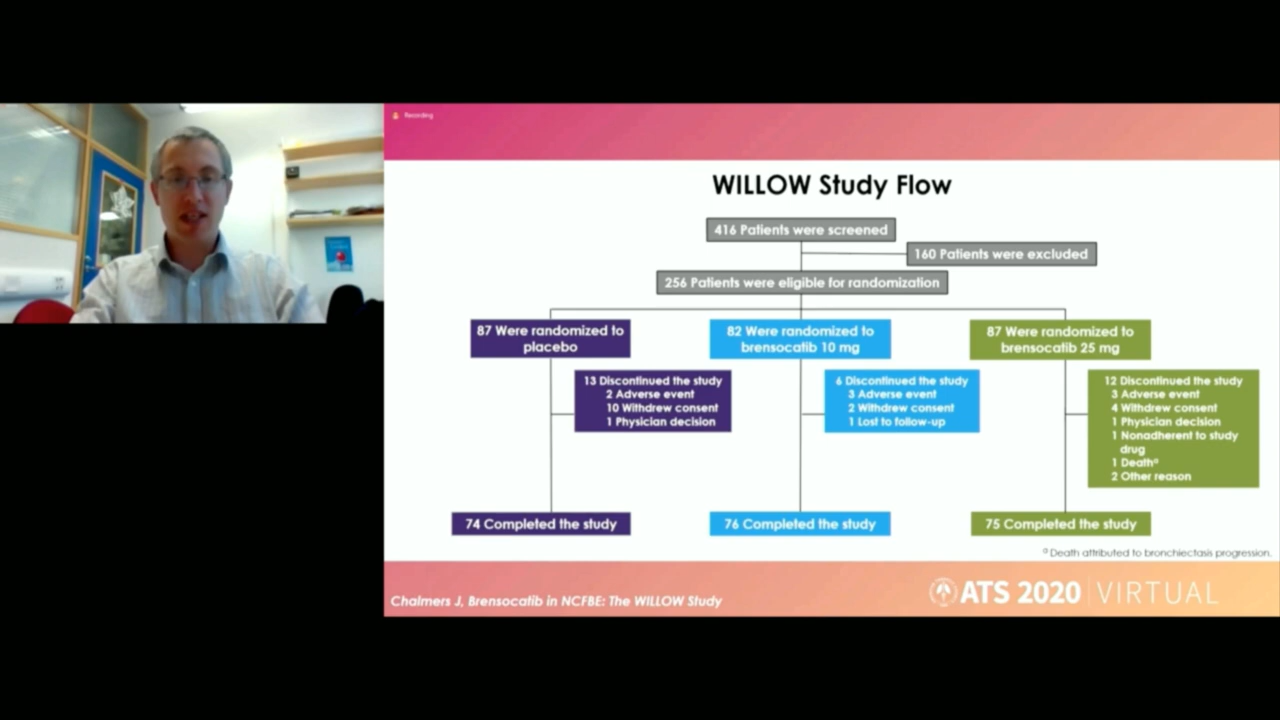 Recording
WILLOW Study Flow
416 Patients were screened
160 Patients were excluded
256 Patients were eligible for randomization
87 Were randomized to
placebo
82 Were randomized to
brensocatib 10 mg
87 Were randomized to
brensocatib 25 mg
13 Discontinued the study
2 Adverse event
10 Withdrew consent
1 Physician decision
6 Discontinued the study
3 Adverse event
2 Withdrew consent
1 Lost to follow-up
12 Discontinued the study
3 Adverse event
4 Withdrew consent
1 Physician decision
1 Nonadherent to study
drug
1 Deathᵃ
2 Other reason
74 Completed the study
76 Completed the study
75 Completed the study
ᵃ Death attributed to bronchiectasis progression.
Chalmers J, Brensocatib in NCFBE: The WILLOW Study
ATS 2020 | VIRTUAL